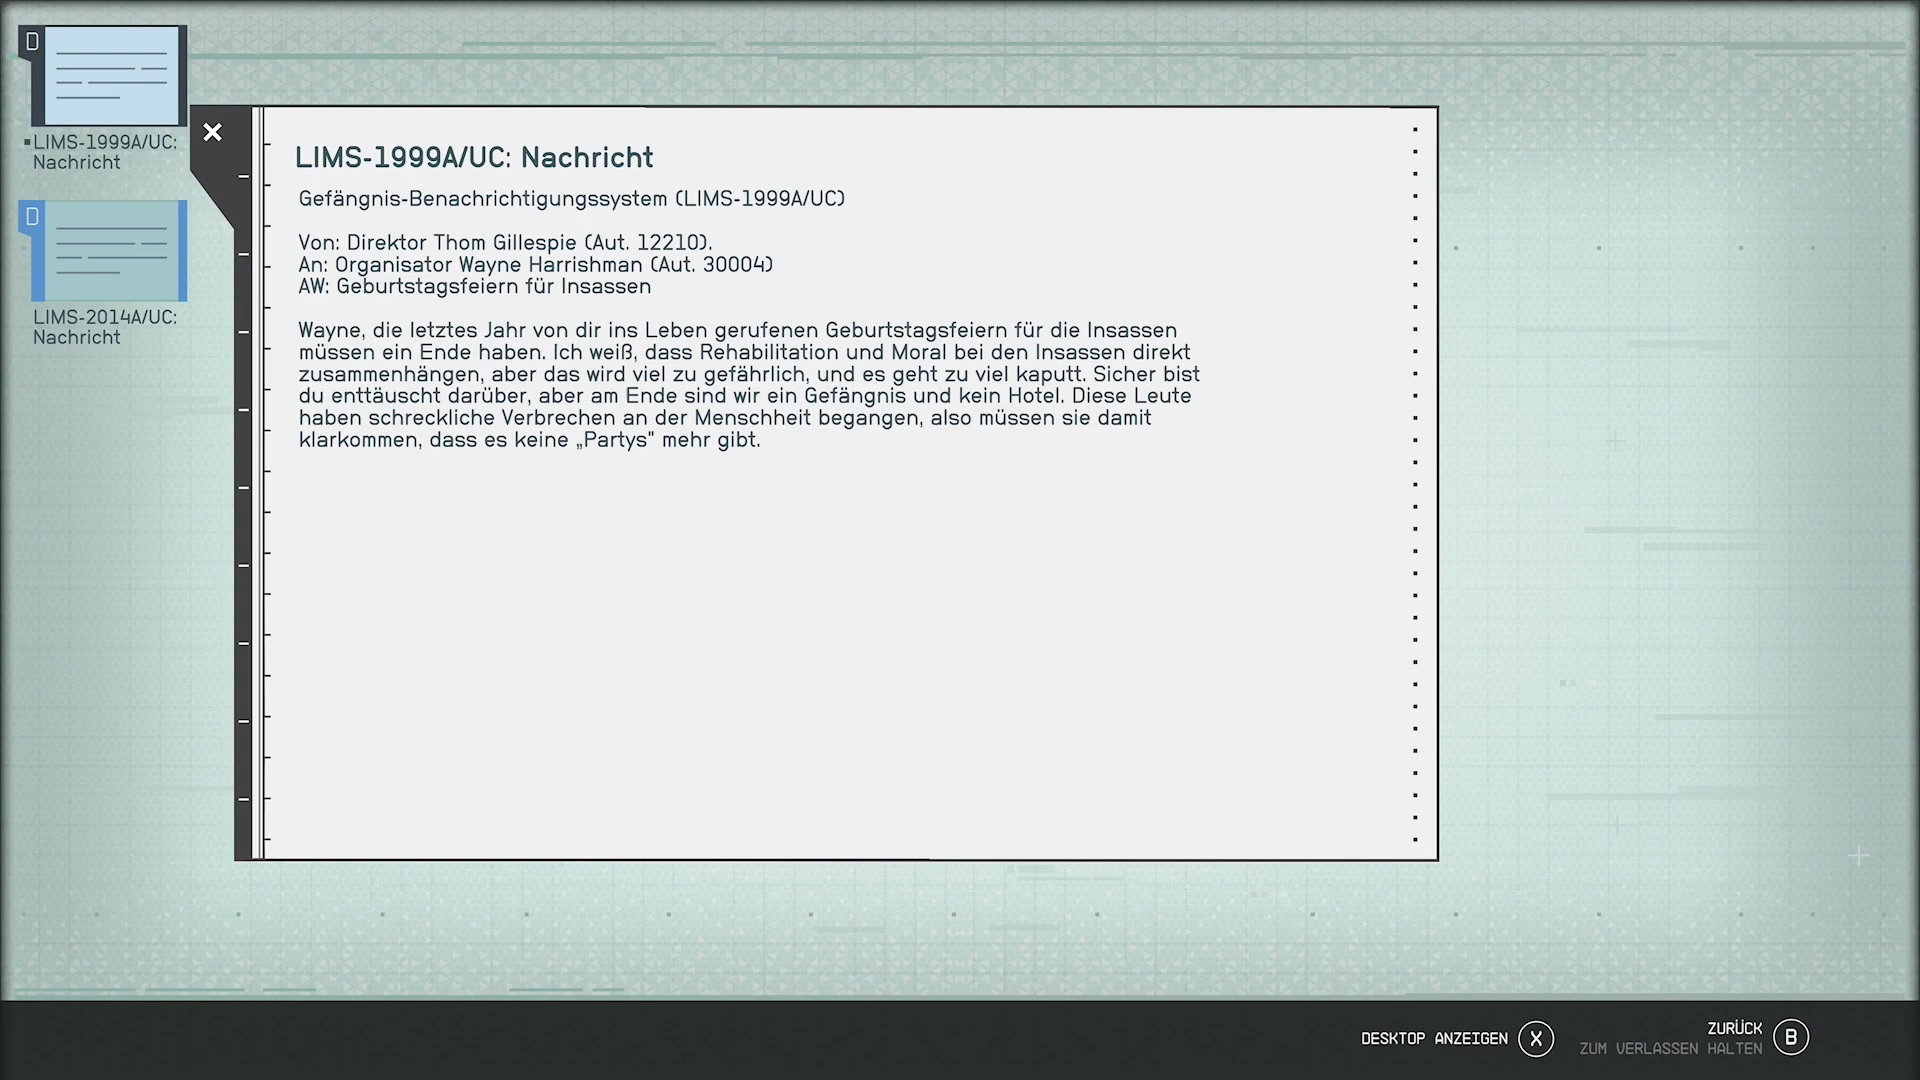 D
LIMS-1999A/UC:
Nachricht
D
LIMS-2014A/UC:
Nachricht
LIMS-1999A/UC: Nachricht
Gefängnis-Benachrichtigungssystem (LIMS-1999A/UC)
Von: Direktor Thom Gillespie (Aut. 12210).
An: Organisator Wayne Harrishman (Aut. 30004)
AW: Geburtstagsfeiern für Insassen
Wayne, die letztes Jahr von dir ins Leben gerufenen Geburtstagsfeiern für die Insassen
müssen ein Ende haben. Ich weiß, dass Rehabilitation und Moral bei den Insassen direkt
zusammenhängen, aber das wird viel zu gefährlich, und es geht zu viel kaputt. Sicher bist
du enttäuscht darüber, aber am Ende sind wir ein Gefängnis und kein Hotel. Diese Leute
haben schreckliche Verbrechen an der Menschheit begangen, also müssen sie damit
klarkommen, dass es keine „Partys" mehr gibt.
DESKTOP ANZEIGEN X
ZURÜCK B
ZUM VERLASSEN HALTEN